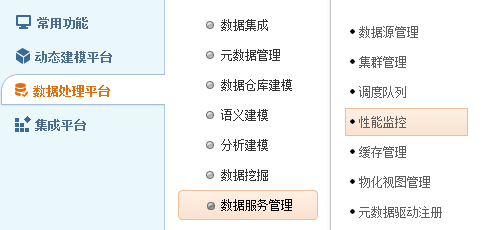 常用功能
动态建模平台
数据处理平台
集成平台
数据集成
元数据管理
数据仓库建模
语义建模
分析建模
数据挖掘
数据服务管理
数据源管理
集群管理
调度队列
性能监控
缓存管理
物化视图管理
元数据驱动注册